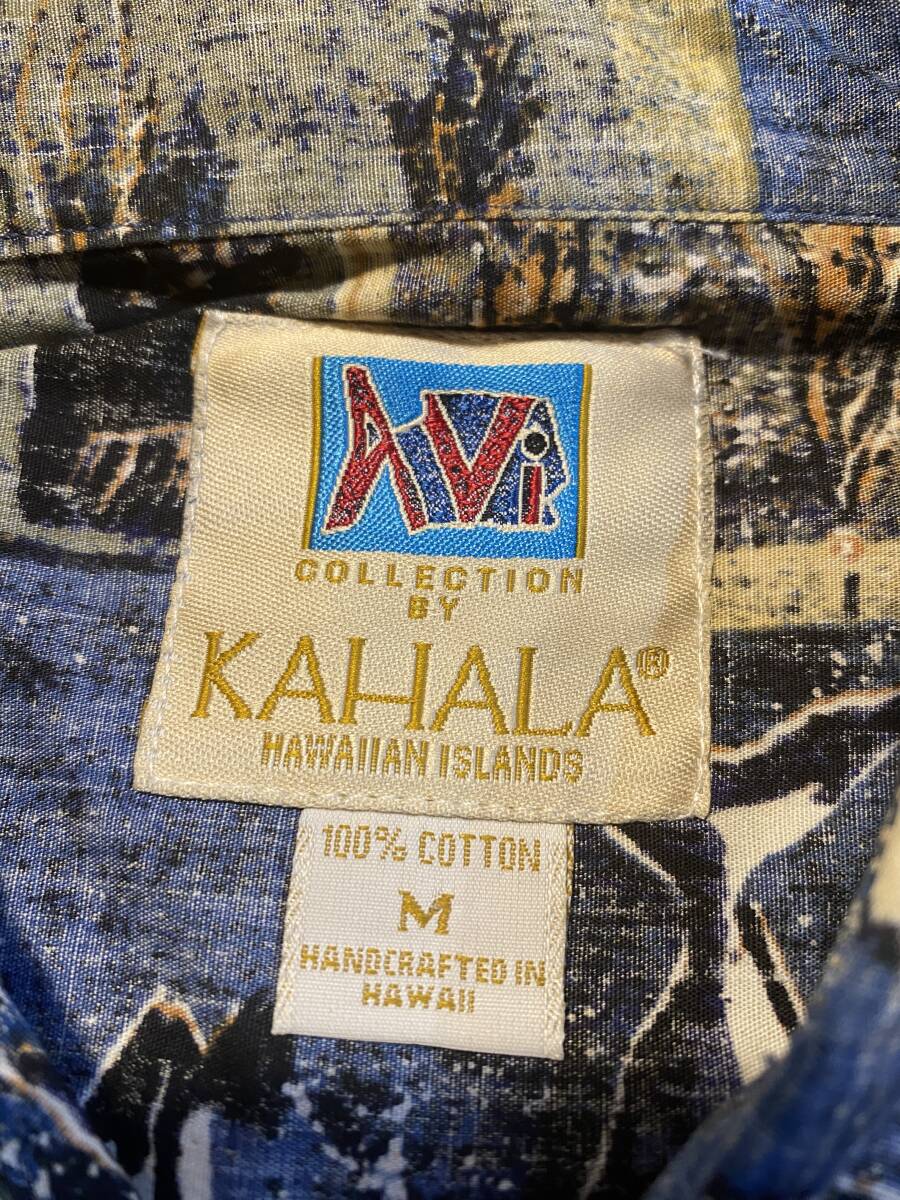 AVi
COLLECTION
BY
KAHALA®
HAWAIIAN ISLANDS
100% COTTON
M
HANDCRAFTED IN
HAWAII